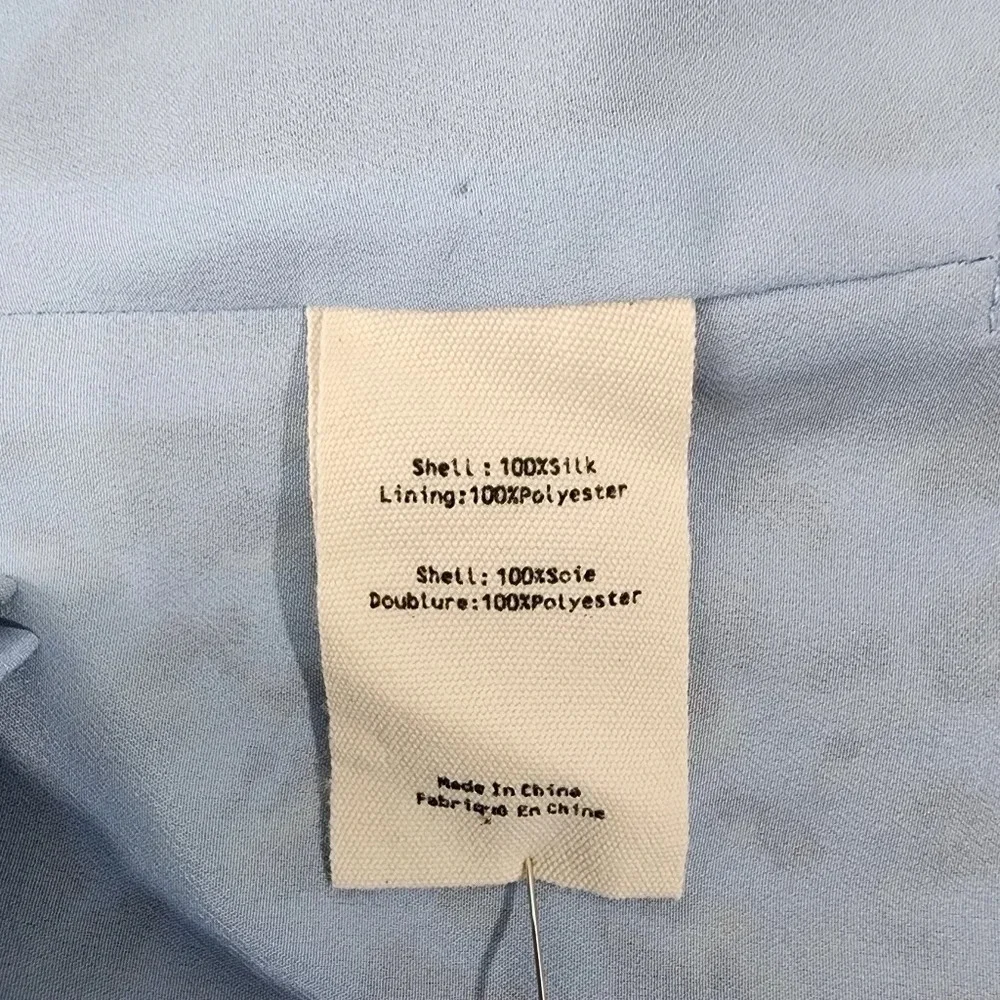 Shell: 100%Silk
Lining:100%Polyester
Shell: 100%Soie
Doublure:100%Polyester
Made In China
Fabriqué En Chine